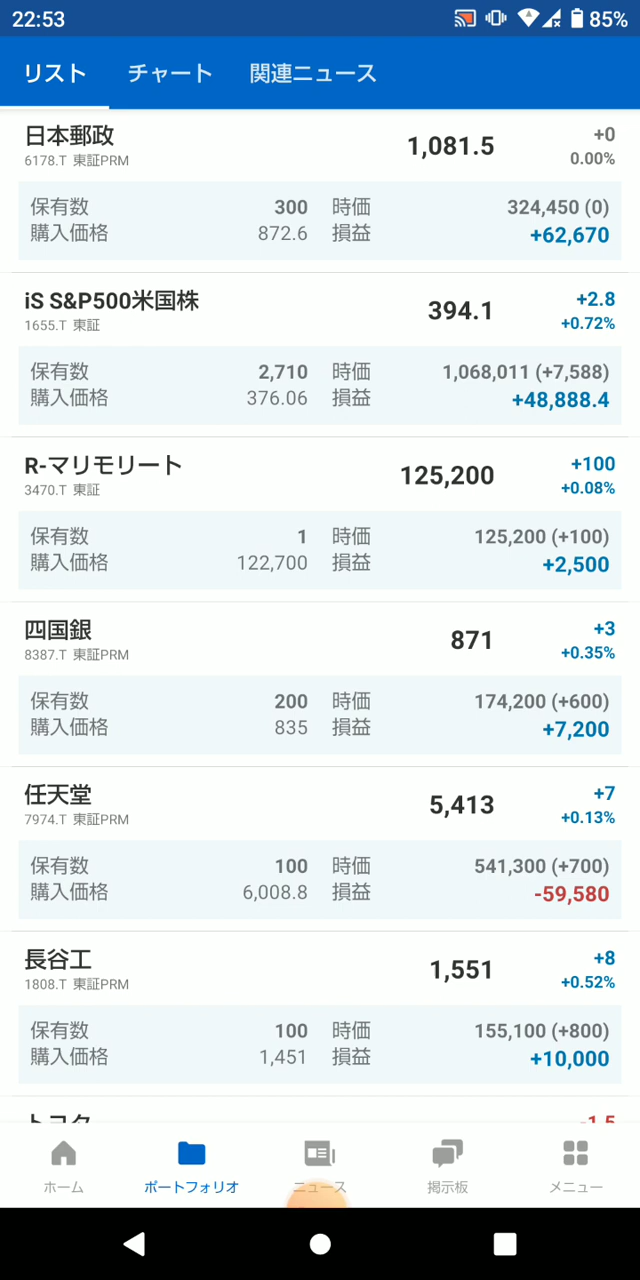 22:53 85%
リスト チャート 関連ニュース
日本郵政 1,081.5 +0
6178.T 東証PRM 0.00%
保有数 300 時価 324,450 (0)
購入価格 872.6 損益 +62,670
iS S&P500米国株 394.1 +2.8
1655.T 東証 +0.72%
保有数 2,710 時価 1,068,011 (+7,588)
購入価格 376.06 損益 +48,888.4
R-マリモリート 125,200 +100
3470.T 東証 +0.08%
保有数 1 時価 125,200 (+100)
購入価格 122,700 損益 +2,500
四国銀 871 +3
8387.T 東証PRM +0.35%
保有数 200 時価 174,200 (+600)
購入価格 835 損益 +7,200
任天堂 5,413 +7
7974.T 東証PRM +0.13%
保有数 100 時価 541,300 (+700)
購入価格 6,008.8 損益 -59,580
長谷工 1,551 +8
1808.T 東証PRM +0.52%
保有数 100 時価 155,100 (+800)
購入価格 1,451 損益 +10,000
トヨタ -1.5
ホーム ポートフォリオ ニュース 掲示板 メニュー